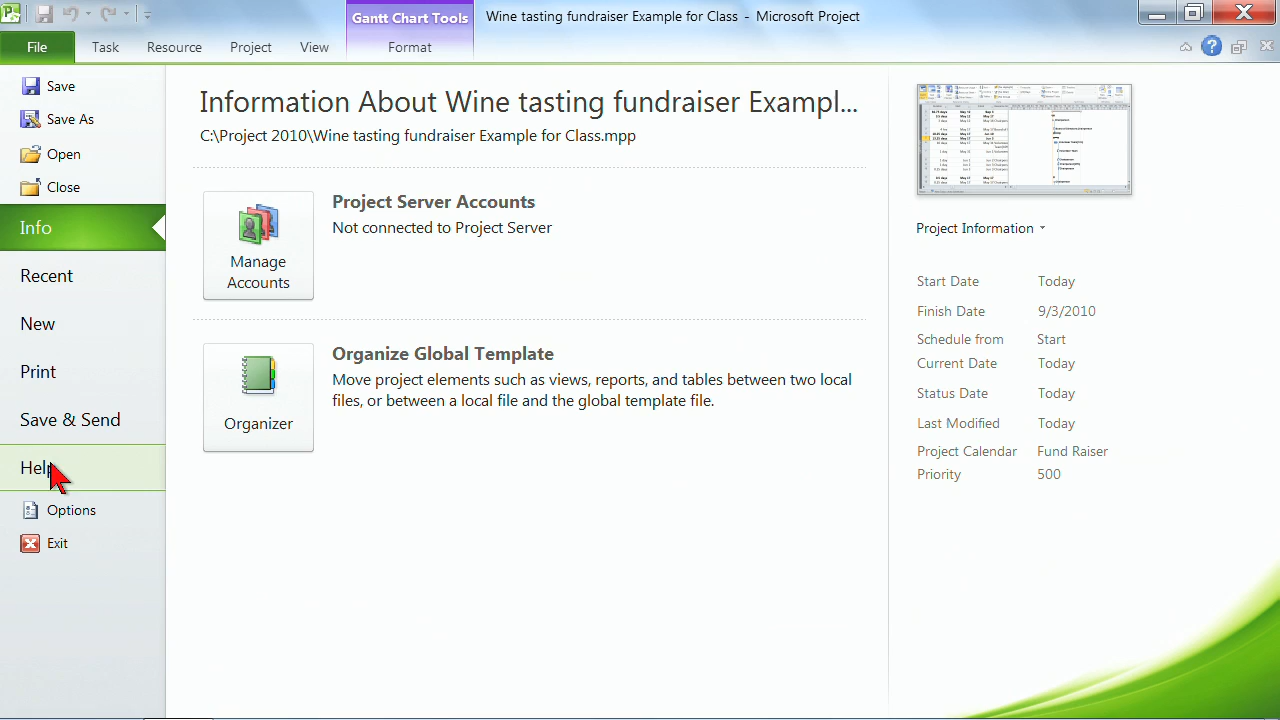 Gantt Chart Tools
Wine tasting fundraiser Example for Class - Microsoft Project
File
Task
Resource
Project
View
Format
Save
Save As
Open
Close
Info
Recent
New
Print
Save & Send
Help
Options
Exit
Information About Wine tasting fundraiser Exampl...
C:\Project 2010\Wine tasting fundraiser Example for Class.mpp
Manage
Accounts
Project Server Accounts
Not connected to Project Server
Organizer
Organize Global Template
Move project elements such as views, reports, and tables between two local
files, or between a local file and the global template file.
Project Information
Start Date Today
Finish Date 9/3/2010
Schedule from Start
Current Date Today
Status Date Today
Last Modified Today
Project Calendar Fund Raiser
Priority 500